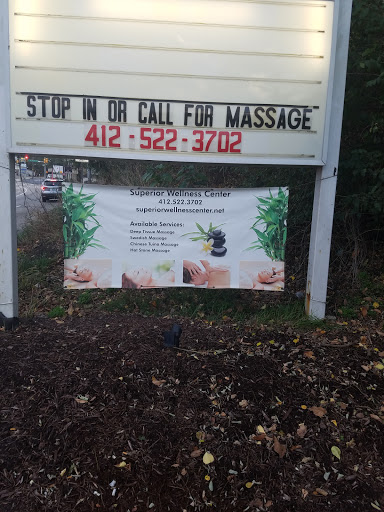 STOP IN OR CALL FOR MASSAGE
412-522-3702
Superior Wellness Center
412.522.3702
superiorwellnesscenter.net
Available Services:
Deep Tissue Massage
Swedish Massage
Chinese Tuina Massage
Hot Stone Massage